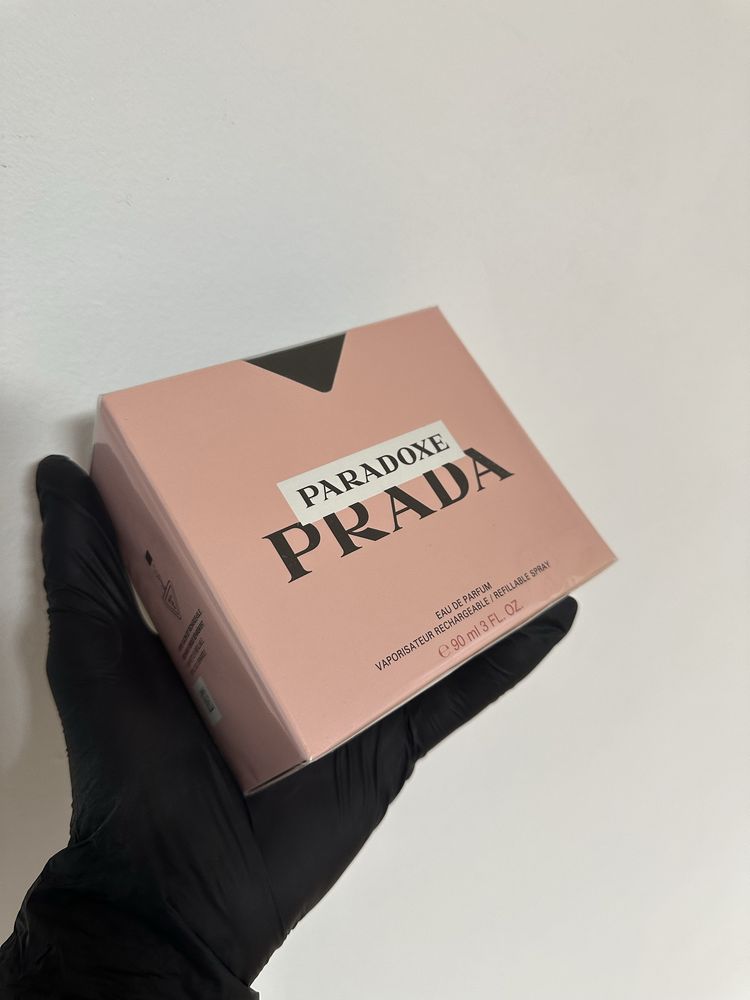 PARADOXE
PRADA
EAU DE PARFUM
VAPORISATEUR RECHARGEABLE / REFILLABLE SPRAY
℮ 90 ml 3 FL. OZ.